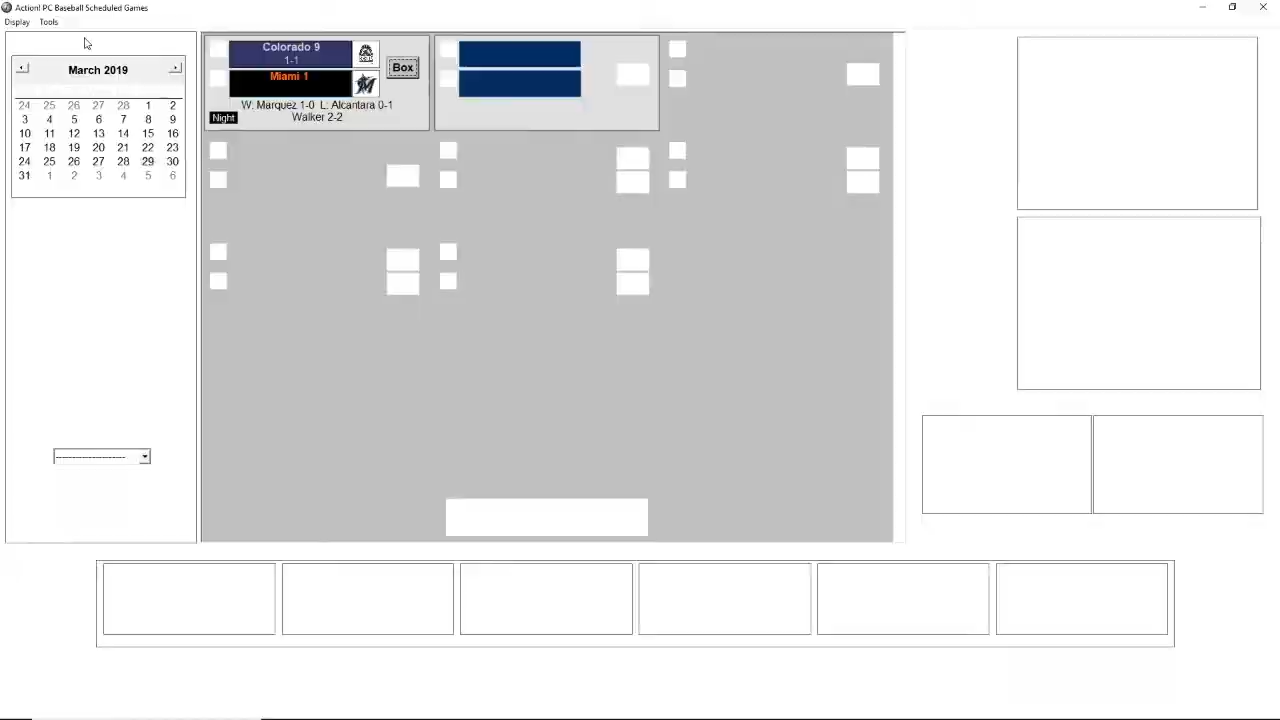 Action! PC Baseball Scheduled Games
Display Tools
March 2019
24 25 26 27 28 1 2
3 4 5 6 7 8 9
10 11 12 13 14 15 16
17 18 19 20 21 22 23
24 25 26 27 28 29 30
31 1 2 3 4 5 6
Colorado 9
1-1
Miami 1
Box
W: Marquez 1-0 L: Alcantara 0-1
Night
Walker 2-2